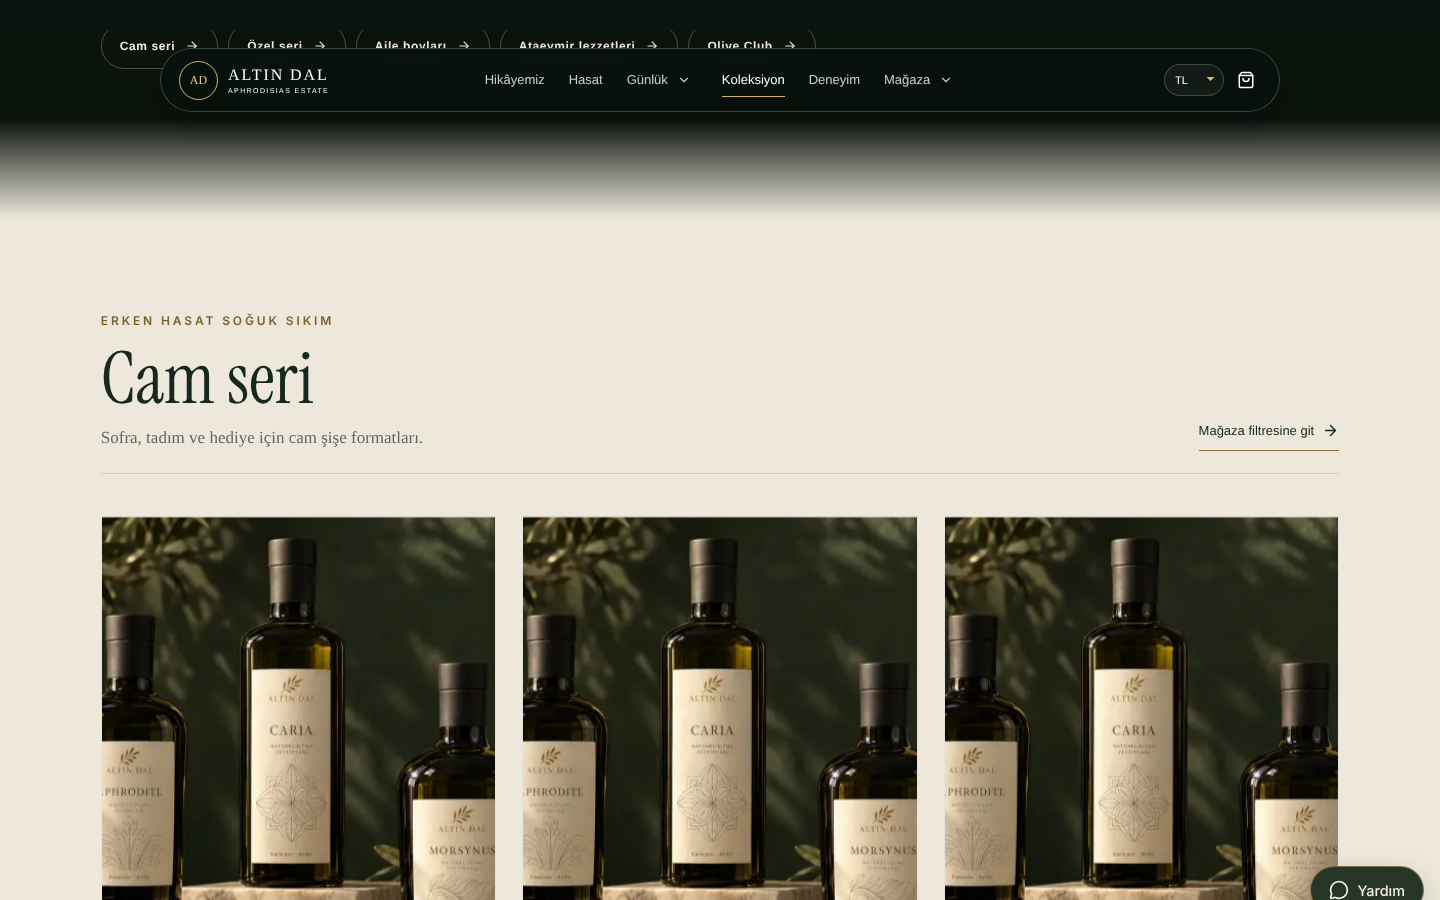 Cam seri
Özel seri
Aile boyları
Ataevmir lezzetleri
Olive Club
AD
ALTIN DAL
APHRODISIAS ESTATE
Hikâyemiz
Hasat
Günlük
Koleksiyon
Deneyim
Mağaza
TL
ERKEN HASAT SOĞUK SIKIM
Cam seri
Sofra, tadım ve hediye için cam şişe formatları.
Mağaza filtresine git
ALTIN DAL
CARIA
ALTIN DAL
PHRODITE
ALTIN DAL
MORSYNUS
ALTIN DAL
CARIA
ALTIN DAL
PHRODITE
ALTIN DAL
MORSYNUS
ALTIN DAL
CARIA
ALTIN DAL
PHRODITE
ALTIN DAL
MORSYNUS
Yardım